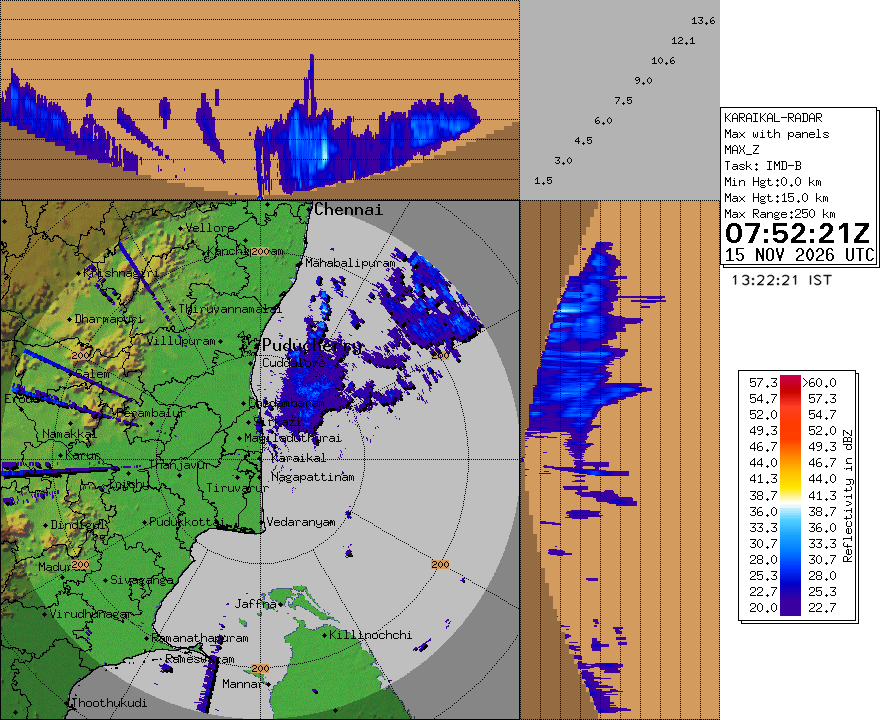 13.6
12.1
10.6
9.0
7.5
6.0
4.5
3.0
1.5
KARAIKAL-RADAR
Max with panels
MAX_Z
Task: IMD-B
Min Hgt:0.0 km
Max Hgt:15.0 km
Max Range:250 km
07:52:21Z
15 NOV 2026 UTC
13:22:21 IST
Chennai
Vellore
200
Mahabalipuram
Krishnagiri
Thiruvannamalai
Dharmapuri
Villupuram
Puducherry
200
200
Cuddalore
Salem
Perambalur
Namakkal
Mayiladuthurai
Karur
Karaikal
Thanjavur
Nagapattinam
Tiruvarur
Pudukkottai
Vedaranyam
Dindigul
200
200
Madurai
Sivaganga
Jaffna
Virudhunagar
Killinochchi
Ramanathapuram
Rameswaram
200
Mannar
Thoothukudi
57.3 >60.0
54.7 57.3
52.0 54.7
49.3 52.0
46.7 49.3
44.0 46.7
41.3 44.0
38.7 41.3
36.0 38.7
33.3 36.0
30.7 33.3
28.0 30.7
25.3 28.0
22.7 25.3
20.0 22.7
Reflectivity in dBZ